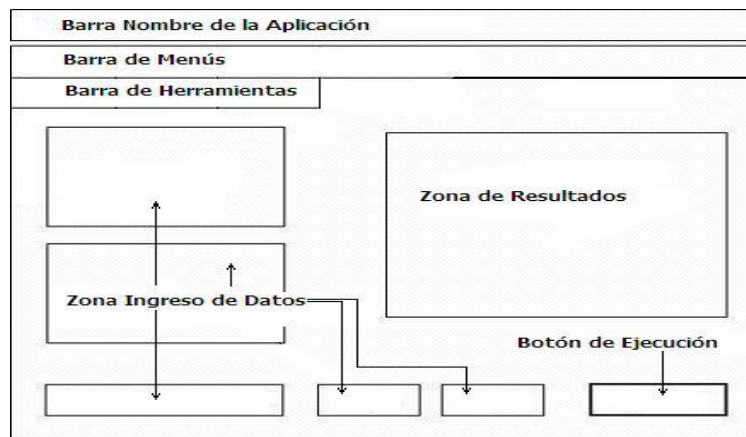 Barra Nombre de la Aplicación
Barra de Menús
Barra de Herramientas
Zona de Resultados
Zona Ingreso de Datos
Botón de Ejecución